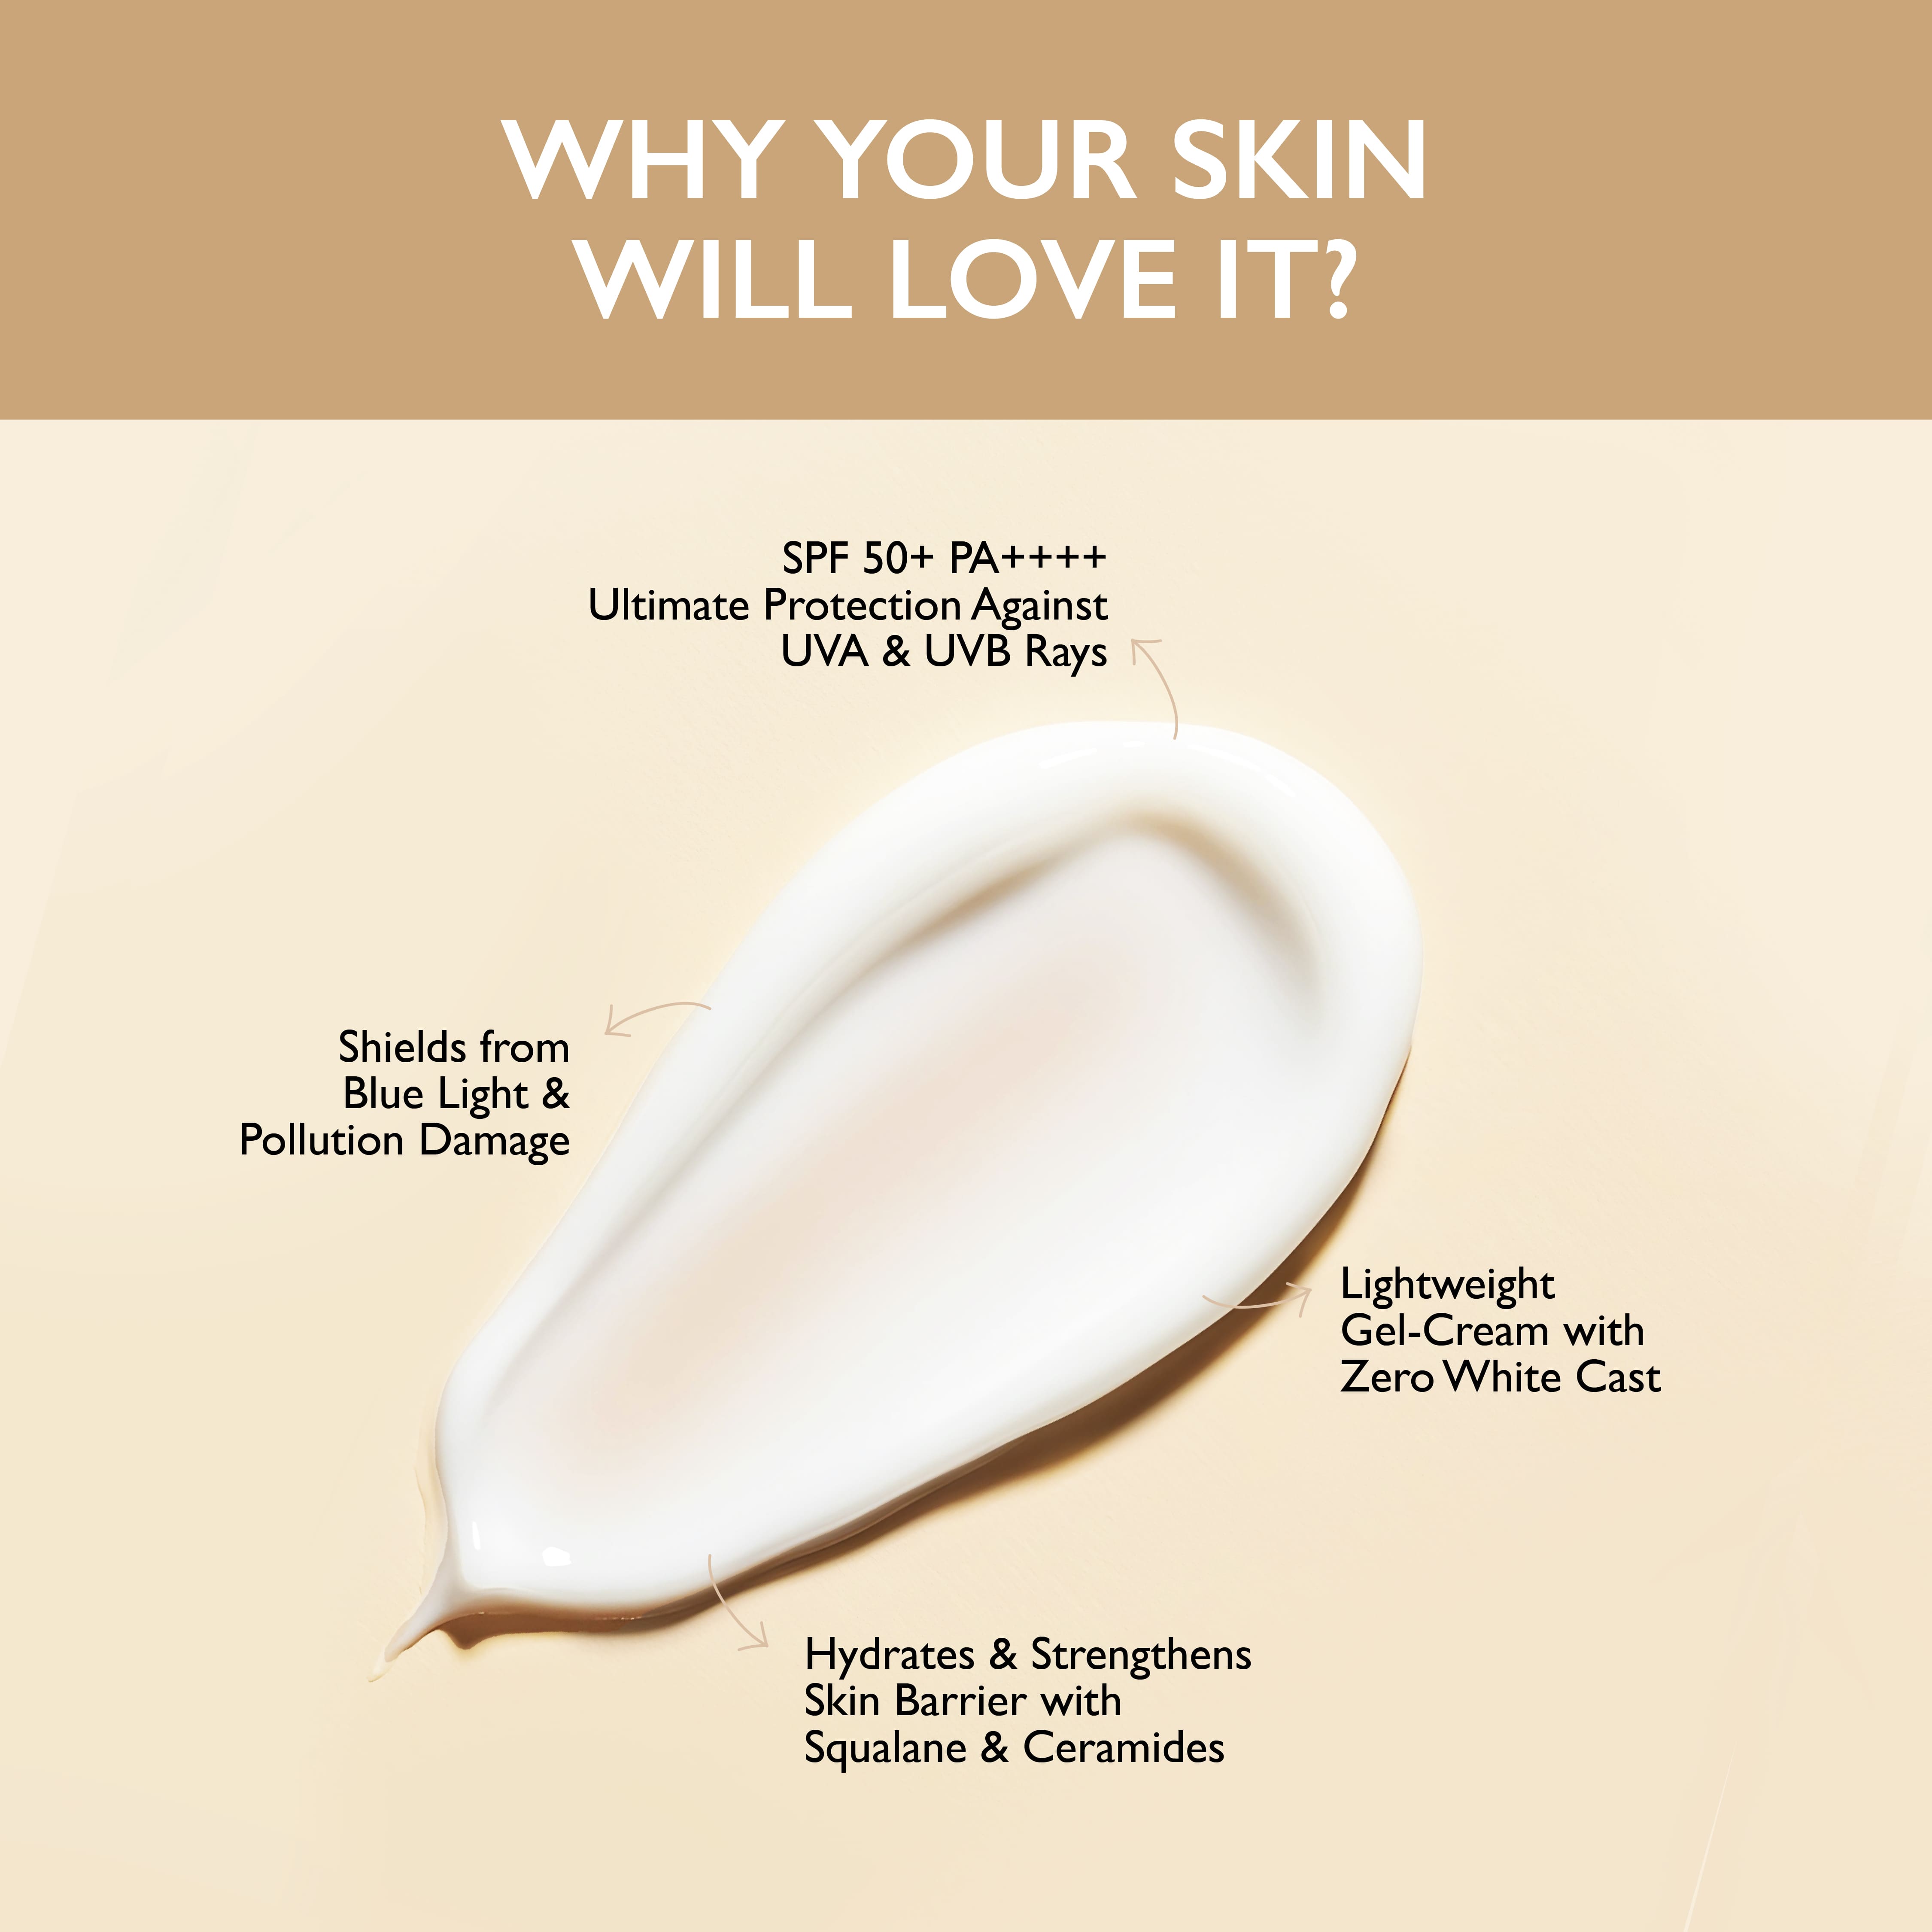 WHY YOUR SKIN
WILL LOVE IT?
SPF 50+ PA++++
Ultimate Protection Against
UVA & UVB Rays
Shields from
Blue Light &
Pollution Damage
Lightweight
Gel-Cream with
Zero White Cast
Hydrates & Strengthens
Skin Barrier with
Squalane & Ceramides